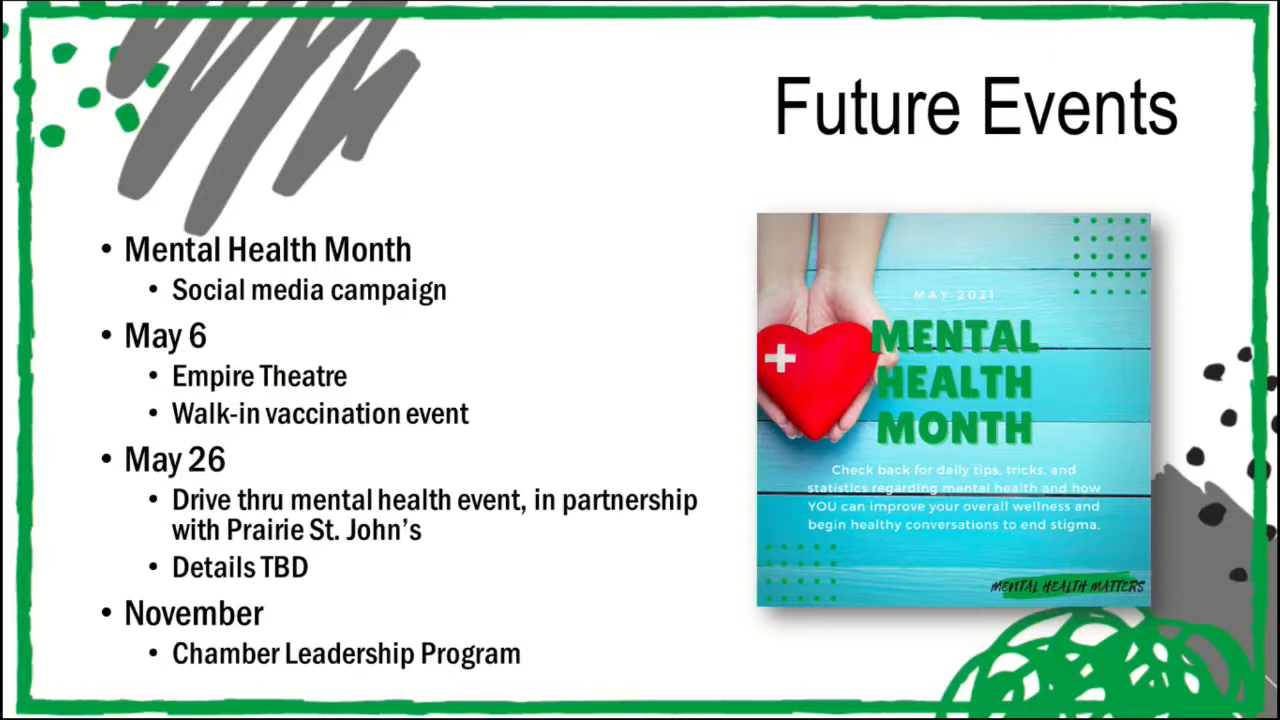 Future Events
• Mental Health Month
• Social media campaign
• May 6
• Empire Theatre
• Walk-in vaccination event
• May 26
• Drive thru mental health event, in partnership
with Prairie St. John’s
• Details TBD
• November
• Chamber Leadership Program
MAY 2021
MENTAL
HEALTH
MONTH
Check back for daily tips, tricks, and
statistics regarding mental health and how
YOU can improve your overall wellness and
begin healthy conversations to end stigma.
MENTAL HEALTH MATTERS